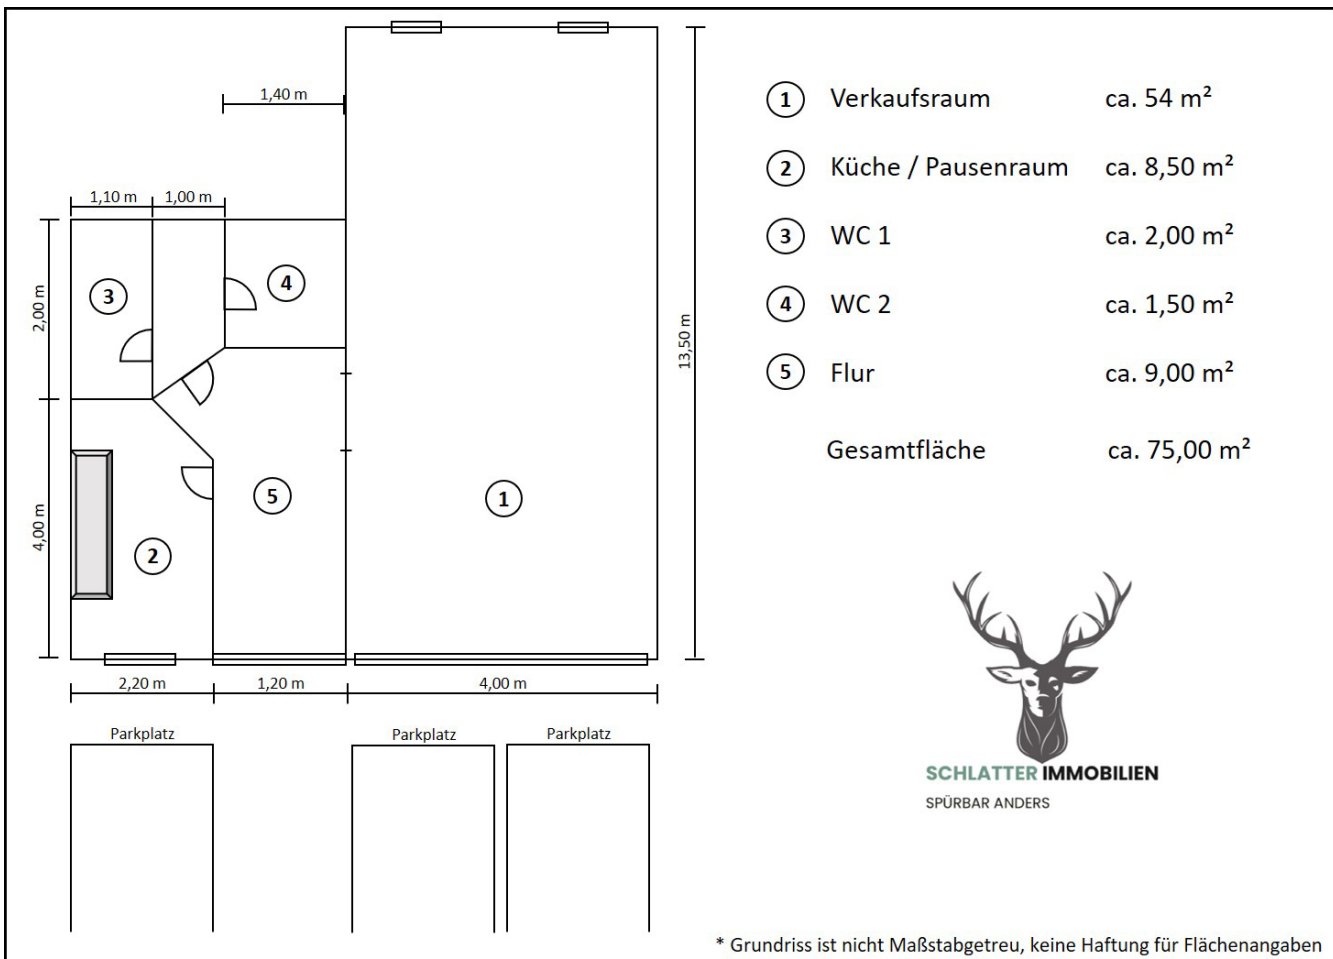 1,40 m
1,10 m
1,00 m
2,00 m
4,00 m
13,50 m
3
4
5
2
1
2,20 m
1,20 m
4,00 m
Parkplatz
Parkplatz
Parkplatz
1 Verkaufsraum ca. 54 m²
2 Küche / Pausenraum ca. 8,50 m²
3 WC 1 ca. 2,00 m²
4 WC 2 ca. 1,50 m²
5 Flur ca. 9,00 m²
Gesamtfläche ca. 75,00 m²
SCHLATTER IMMOBILIEN
SPÜRBAR ANDERS
* Grundriss ist nicht Maßstabgetreu, keine Haftung für Flächenangaben